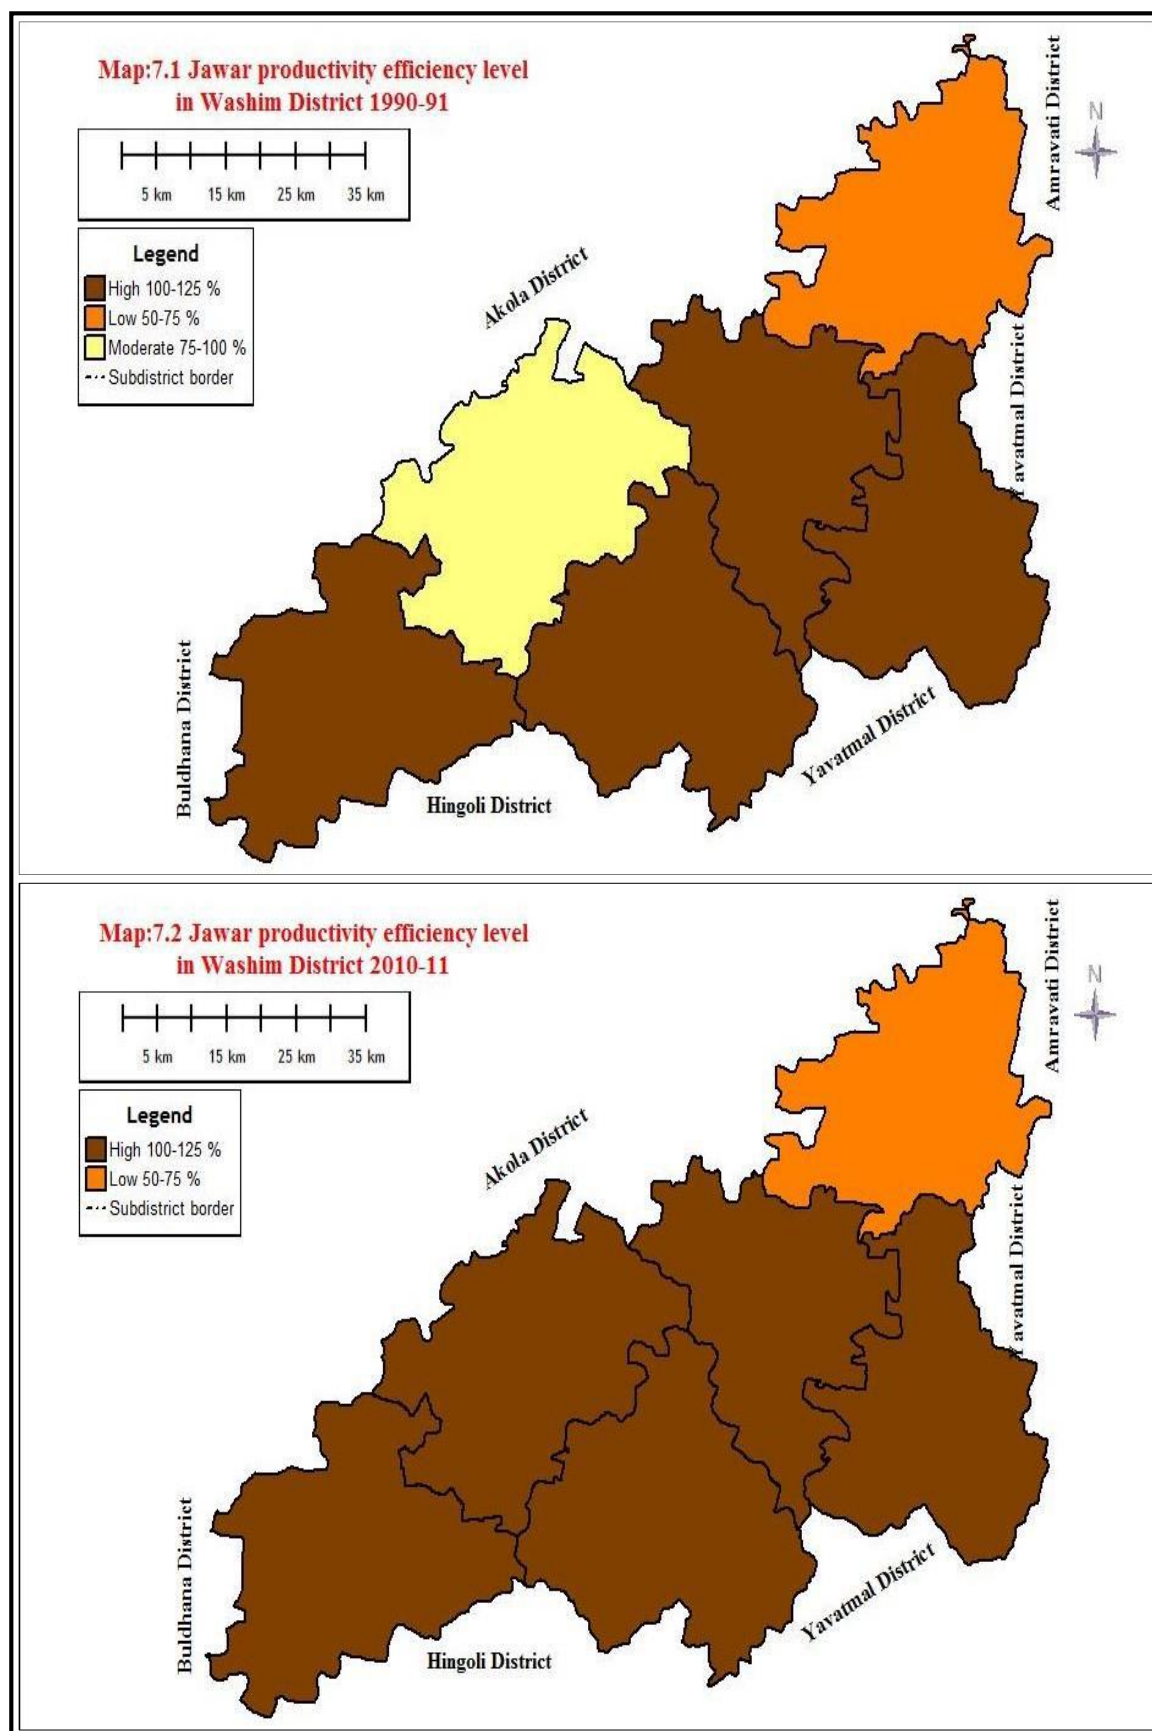 Map:7.1 Jawar productivity efficiency level
in Washim District 1990-91
5 km 15 km 25 km 35 km
Legend
High 100-125 %
Low 50-75 %
Moderate 75-100 %
Subdistrict border
Akola District
Amravati District
N
Yavatmal District
Buldhana District
Yavatmal District
Hingoli District
Map:7.2 Jawar productivity efficiency level
in Washim District 2010-11
5 km 15 km 25 km 35 km
Legend
High 100-125 %
Low 50-75 %
Subdistrict border
Akola District
Amravati District
N
Yavatmal District
Buldhana District
Yavatmal District
Hingoli District